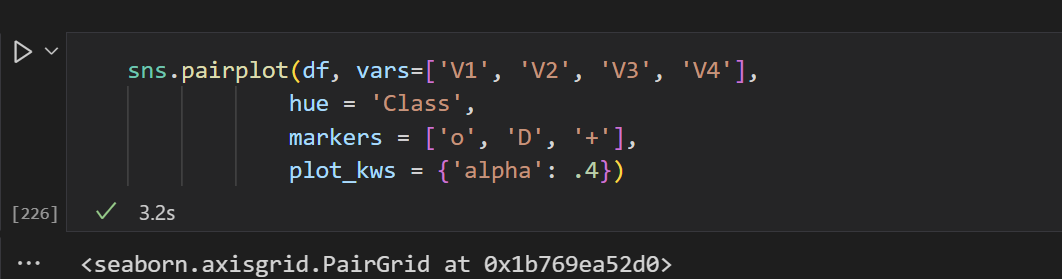 sns.pairplot(df, vars=['V1', 'V2', 'V3', 'V4'],
hue = 'Class',
markers = ['o', 'D', '+'],
plot_kws = {'alpha': .4})
[226]
3.2s
<seaborn.axisgrid.PairGrid at 0x1b769ea52d0>